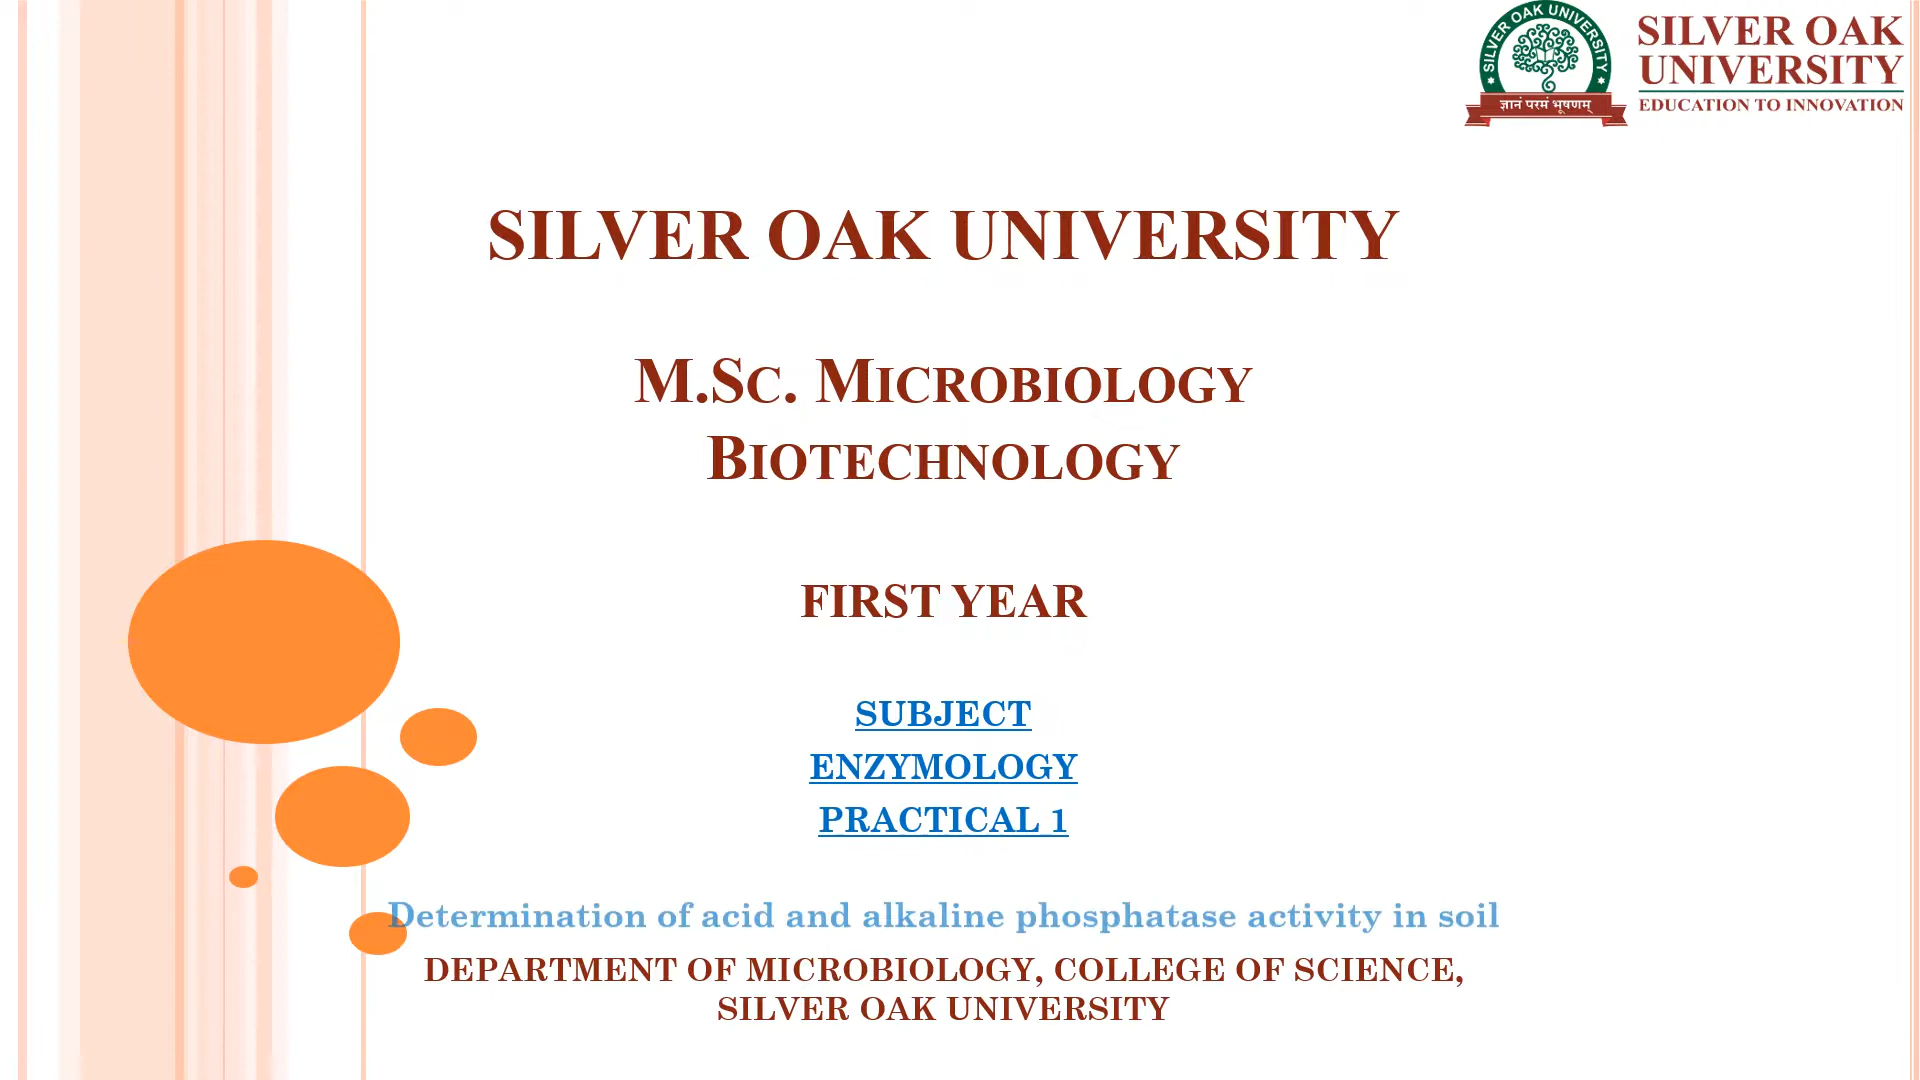 SILVER OAK UNIVERSITY
ज्ञानं परमं भूषणम्
SILVER OAK
UNIVERSITY
EDUCATION TO INNOVATION
SILVER OAK UNIVERSITY
M.Sc. Microbiology
Biotechnology
FIRST YEAR
SUBJECT
ENZYMOLOGY
PRACTICAL 1
Determination of acid and alkaline phosphatase activity in soil
DEPARTMENT OF MICROBIOLOGY, COLLEGE OF SCIENCE,
SILVER OAK UNIVERSITY